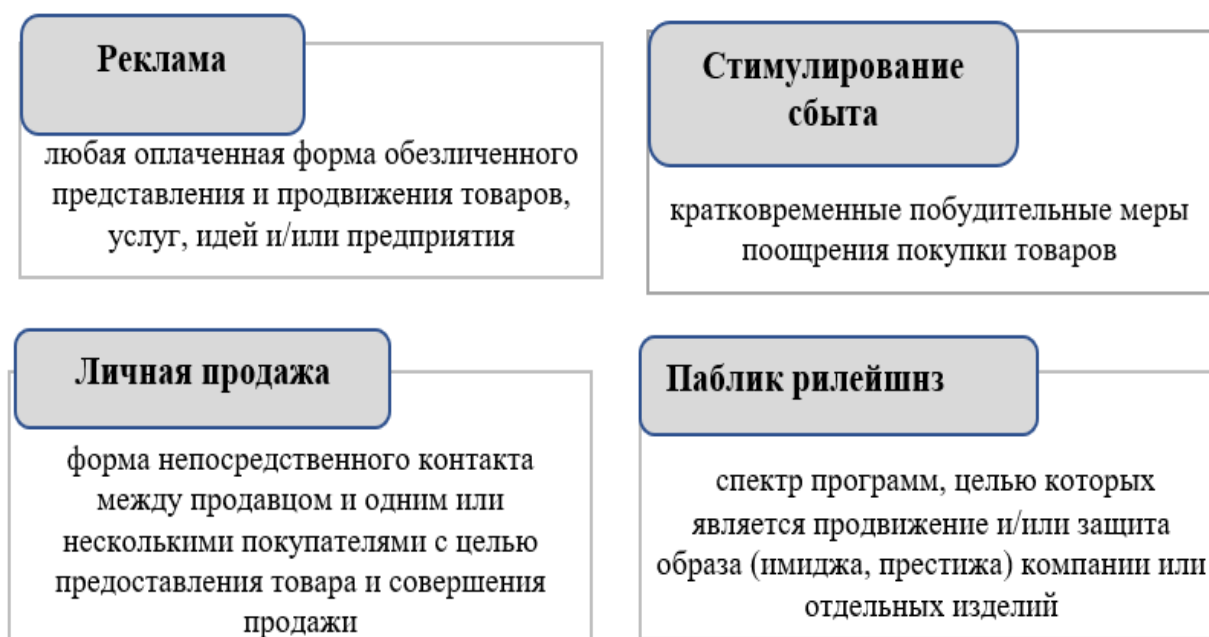 Реклама
любая оплаченная форма обезличенного
представления и продвижения товаров,
услуг, идей и/или предприятия
Стимулирование
сбыта
кратковременные побудительные меры
поощрения покупки товаров
Личная продажа
форма непосредственного контакта
между продавцом и одним или
несколькими покупателями с целью
предоставления товара и совершения
продажи
Паблик рилейшнз
спектр программ, целью которых
является продвижение и/или защита
образа (имиджа, престижа) компании или
отдельных изделий